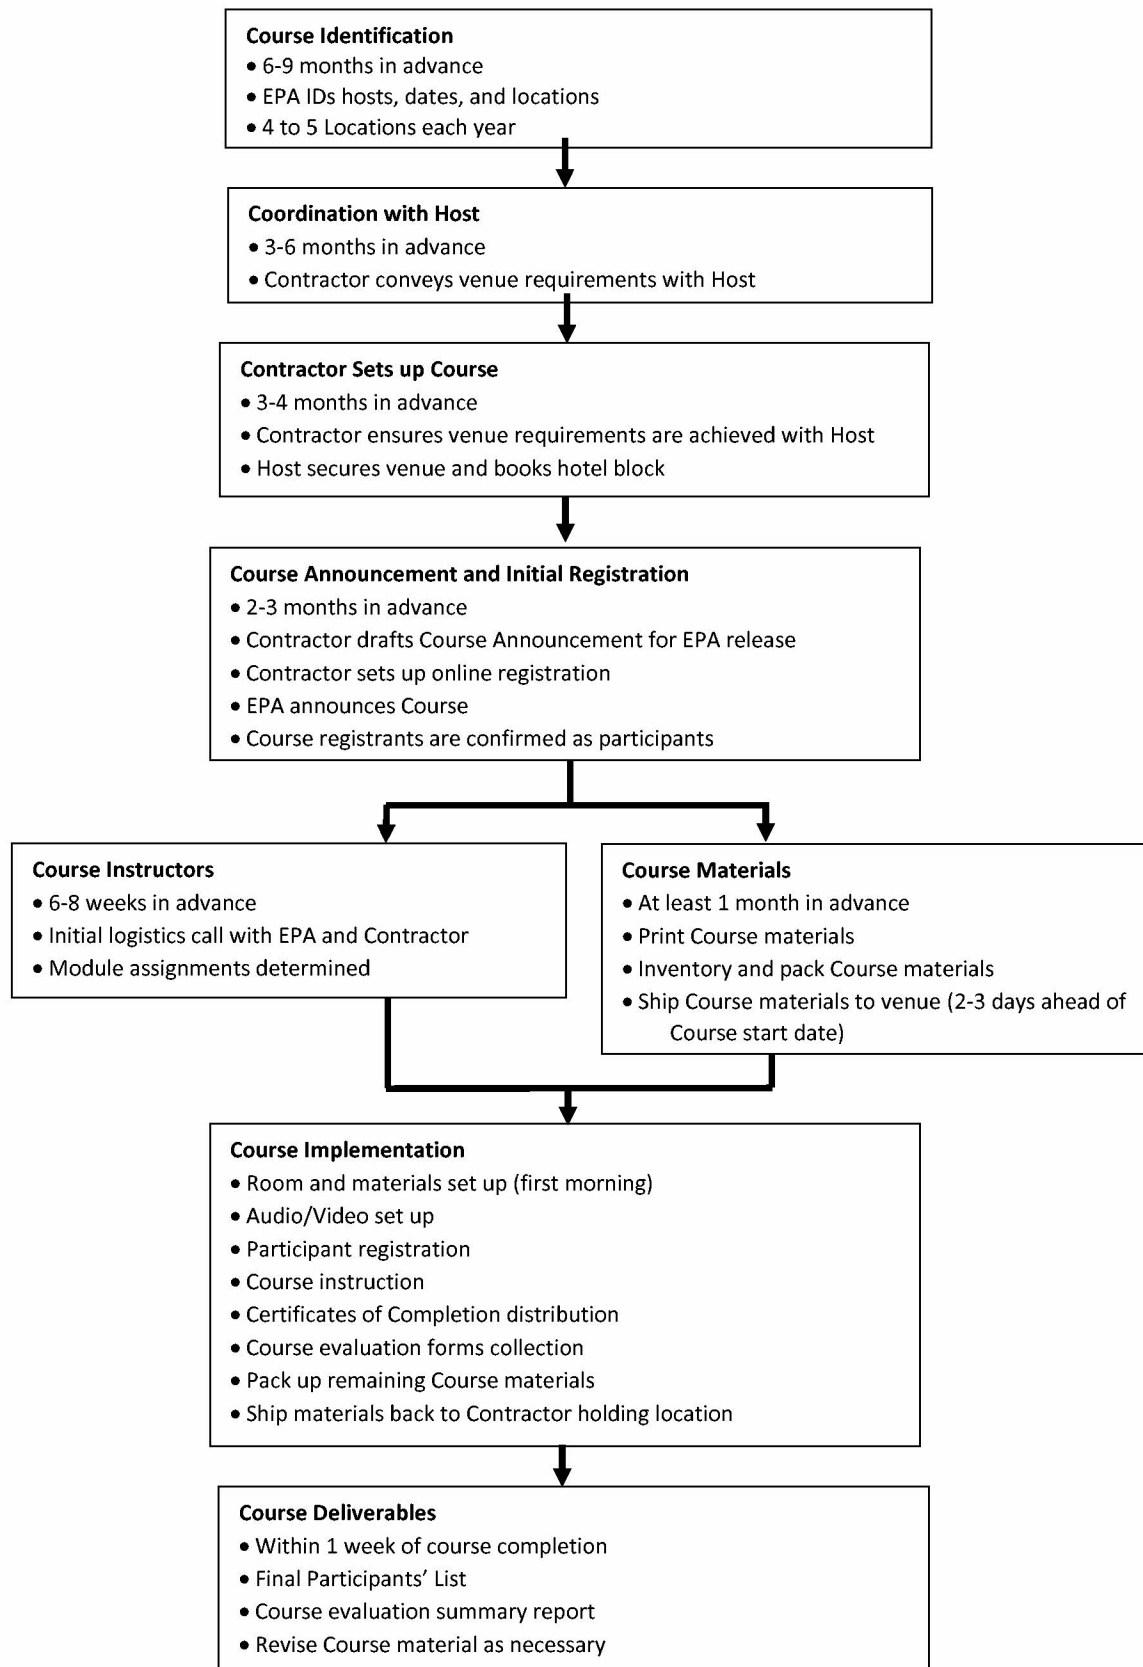 Course Identification
• 6-9 months in advance
• EPA IDs hosts, dates, and locations
• 4 to 5 Locations each year
Coordination with Host
• 3-6 months in advance
• Contractor conveys venue requirements with Host
Contractor Sets up Course
• 3-4 months in advance
• Contractor ensures venue requirements are achieved with Host
• Host secures venue and books hotel block
Course Announcement and Initial Registration
• 2-3 months in advance
• Contractor drafts Course Announcement for EPA release
• Contractor sets up online registration
• EPA announces Course
• Course registrants are confirmed as participants
Course Instructors
• 6-8 weeks in advance
• Initial logistics call with EPA and Contractor
• Module assignments determined
Course Materials
• At least 1 month in advance
• Print Course materials
• Inventory and pack Course materials
• Ship Course materials to venue (2-3 days ahead of
Course start date)
Course Implementation
• Room and materials set up (first morning)
• Audio/Video set up
• Participant registration
• Course instruction
• Certificates of Completion distribution
• Course evaluation forms collection
• Pack up remaining Course materials
• Ship materials back to Contractor holding location
Course Deliverables
• Within 1 week of course completion
• Final Participants’ List
• Course evaluation summary report
• Revise Course material as necessary